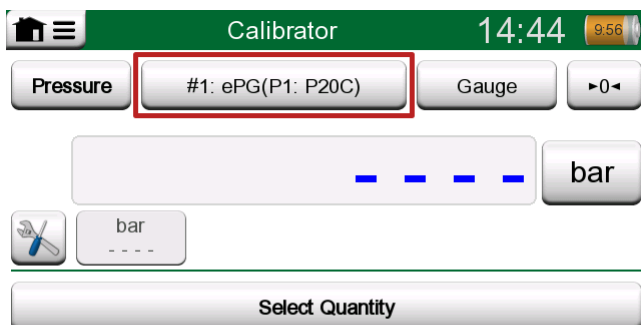 Calibrator 14:44 9:56
Pressure #1: ePG(P1: P20C) Gauge ►0◄
- - - - bar
bar
- - - -
Select Quantity